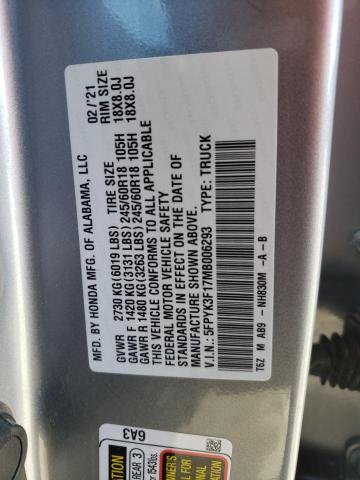 MFD. BY HONDA MFG. OF ALABAMA, LLC 02/'21
TIRE SIZE RIM SIZE
GVWR 2730 KG(6019 LBS)
GAWR F 1420 KG(3131 LBS) 245/60R18 105H 18X8.0J
GAWR R 1480 KG(3263 LBS) 245/60R18 105H 18X8.0J
THIS VEHICLE CONFORMS TO ALL APPLICABLE
FEDERAL MOTOR VEHICLE SAFETY
STANDARDS IN EFFECT ON THE DATE OF
MANUFACTURE SHOWN ABOVE.
V.I.N.: 5FPYK3F17MB006293 TYPE: TRUCK
T6Z M AB9 - NH830M -A - B
6A3
REAR 3